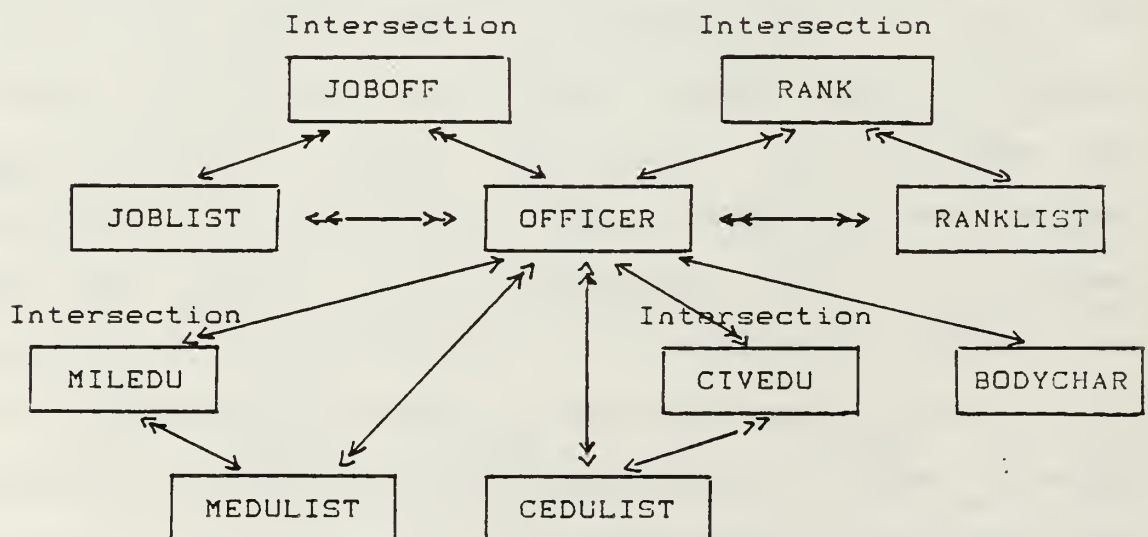 Intersection Intersection
JOBOFF RANK
JOBLIST OFFICER RANKLIST
Intersection Intersection
MILEDU CIVEDU BODYCHAR
MEDULIST CEDULIST